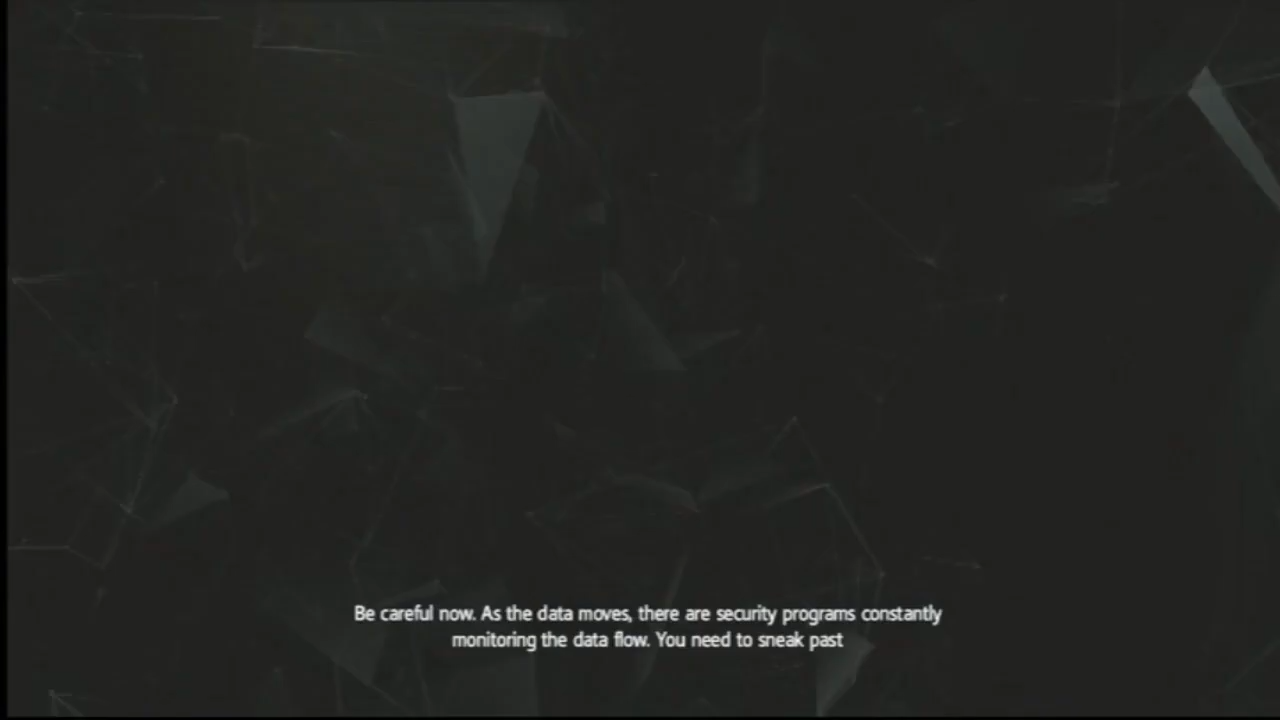 Be careful now. As the data moves, there are security programs constantly
monitoring the data flow. You need to sneak past